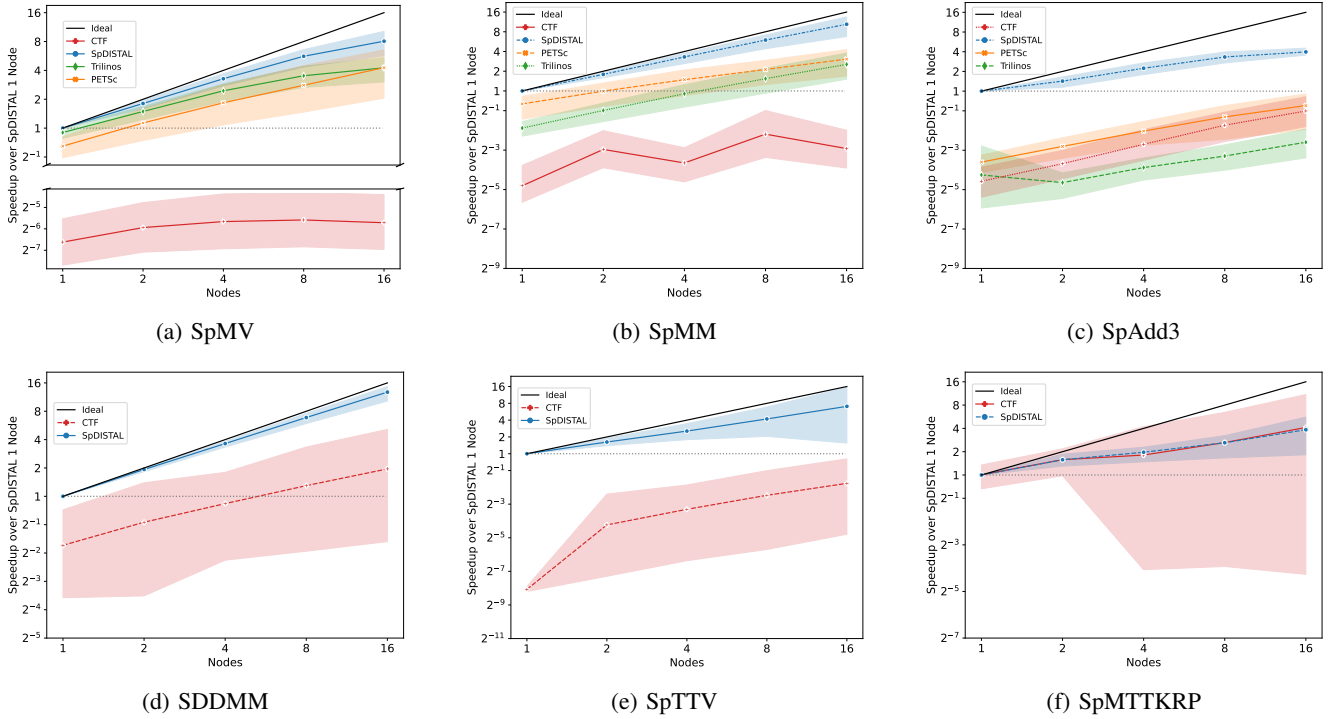 Speedup over SpDISTAL 1 Node
16
8
4
2
1
2⁻¹
2⁻⁵
2⁻⁶
2⁻⁷
Ideal
CTF
SpDISTAL
Trilinos
PETSc
1 2 4 8 16
Nodes
(a) SpMV
Speedup over SpDISTAL 1 Node
16
8
4
2
1
2⁻¹
2⁻³
2⁻⁵
2⁻⁹
Ideal
CTF
SpDISTAL
PETSc
Trilinos
1 2 4 8 16
Nodes
(b) SpMM
Speedup over SpDISTAL 1 Node
16
8
4
2
1
2⁻¹
2⁻³
2⁻⁵
2⁻⁹
Ideal
CTF
SpDISTAL
PETSc
Trilinos
1 2 4 8 16
Nodes
(c) SpAdd3
Speedup over SpDISTAL 1 Node
16
8
4
2
1
2⁻¹
2⁻²
2⁻³
2⁻⁴
2⁻⁵
Ideal
CTF
SpDISTAL
1 2 4 8 16
Nodes
(d) SDDMM
Speedup over SpDISTAL 1 Node
16
8
4
2
1
2⁻¹
2⁻³
2⁻⁵
2⁻⁷
2⁻⁹
2⁻¹¹
Ideal
CTF
SpDISTAL
1 2 4 8 16
Nodes
(e) SpTTV
Speedup over SpDISTAL 1 Node
16
8
4
2
1
2⁻¹
2⁻³
2⁻⁵
2⁻⁷
Ideal
CTF
SpDISTAL
1 2 4 8 16
Nodes
(f) SpMTTKRP